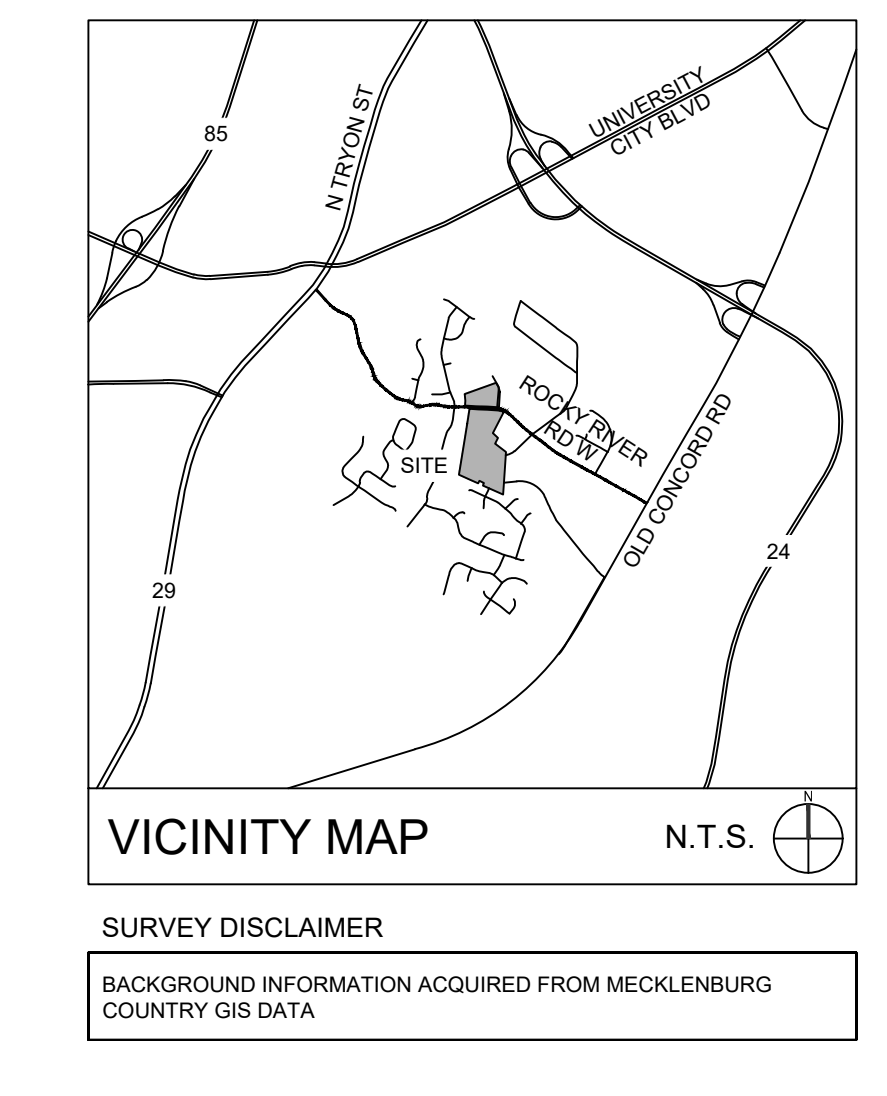 85
N TRYON ST
UNIVERSITY
CITY BLVD
ROCKY RIVER
RD W
SITE
OLD CONCORD RD
24
29
VICINITY MAP
N.T.S.
N
SURVEY DISCLAIMER
BACKGROUND INFORMATION ACQUIRED FROM MECKLENBURG
COUNTRY GIS DATA